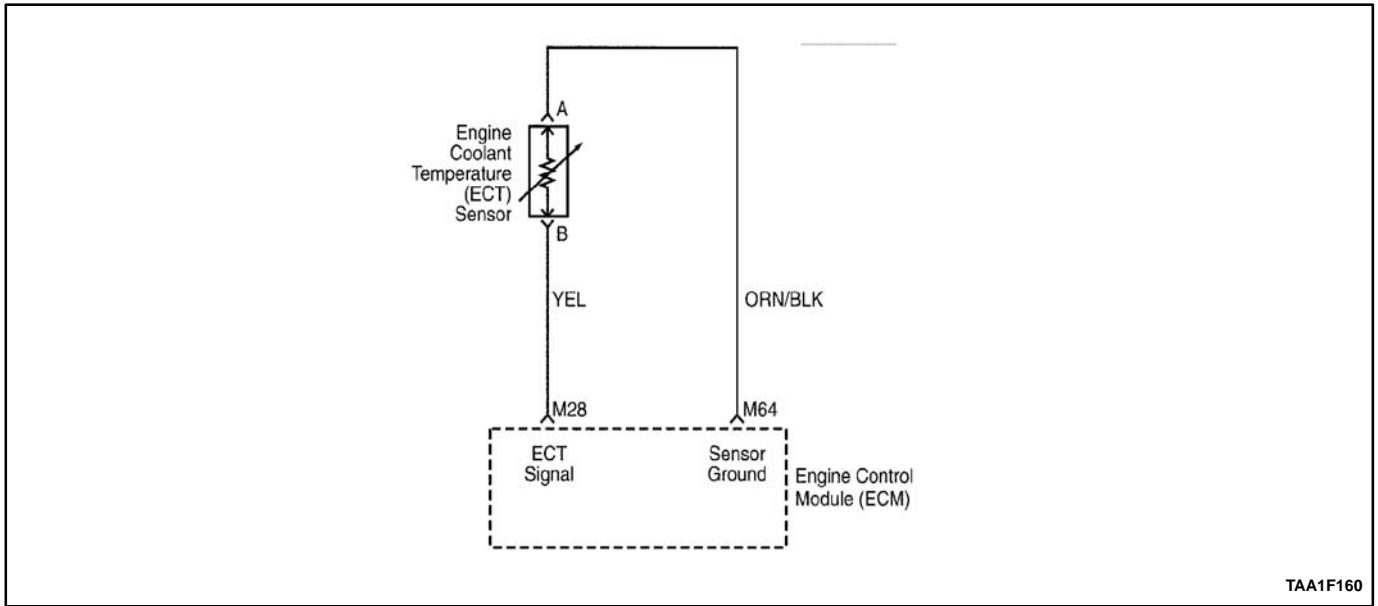 A
Engine
Coolant
Temperature
(ECT)
Sensor
B
YEL
ORN/BLK
M28
M64
ECT
Signal
Sensor
Ground
Engine Control
Module (ECM)
TAA1F160